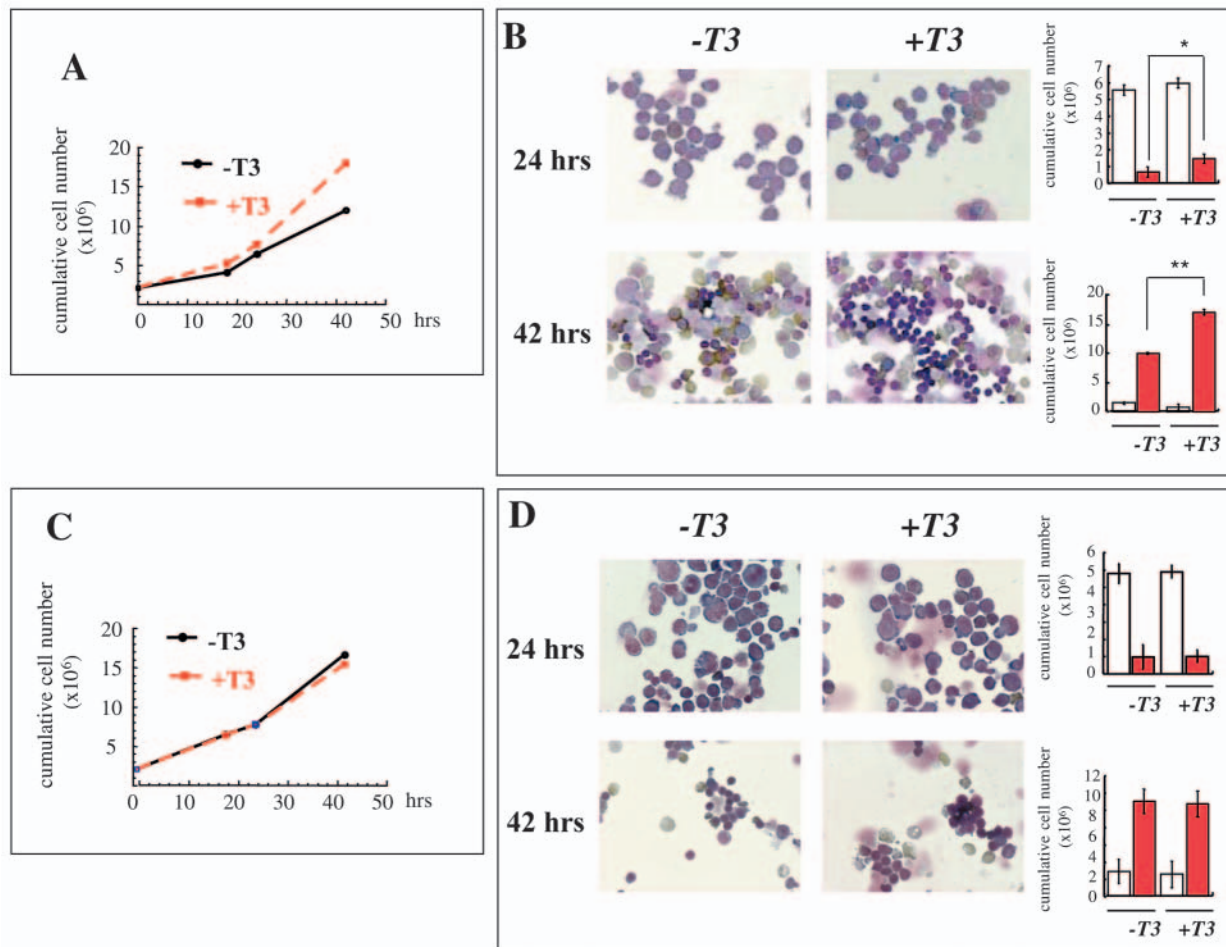 A
cumulative cell number
(x10⁶)
20
15
10
5
-T3
+T3
0 10 20 30 40 50 hrs
B
-T3 +T3
24 hrs
42 hrs
cumulative cell number
(x10⁶)
7
6
5
4
3
2
1
0
*
-T3 +T3
cumulative cell number
(x10⁶)
20
15
10
5
0
**
-T3 +T3
C
cumulative cell number
(x10⁶)
20
15
10
5
-T3
+T3
0 10 20 30 40 50 hrs
D
-T3 +T3
24 hrs
42 hrs
cumulative cell number
(x10⁶)
6
5
4
3
2
1
0
-T3 +T3
cumulative cell number
(x10⁶)
12
10
8
6
4
2
0
-T3 +T3